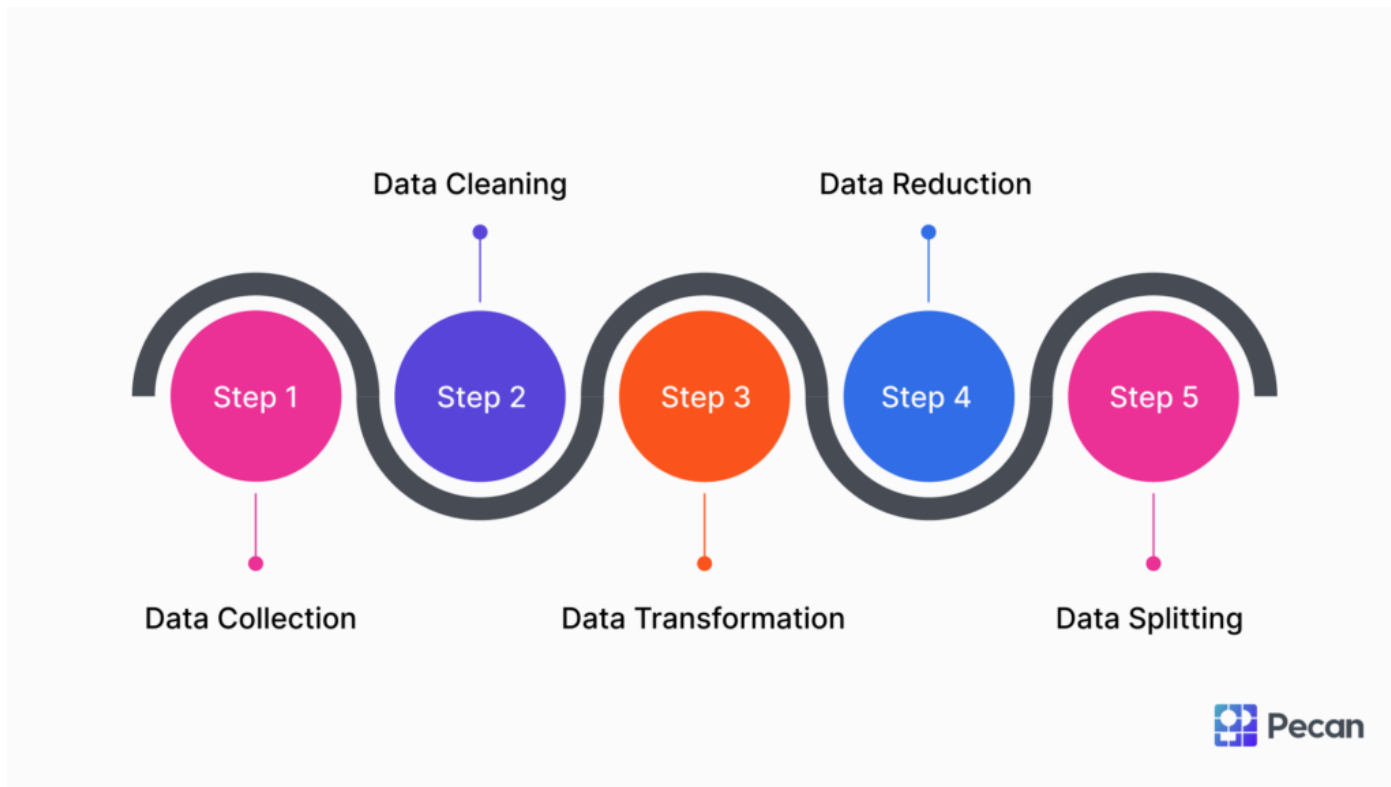 Data Cleaning
Data Reduction
Step 1
Step 2
Step 3
Step 4
Step 5
Data Collection
Data Transformation
Data Splitting
Pecan